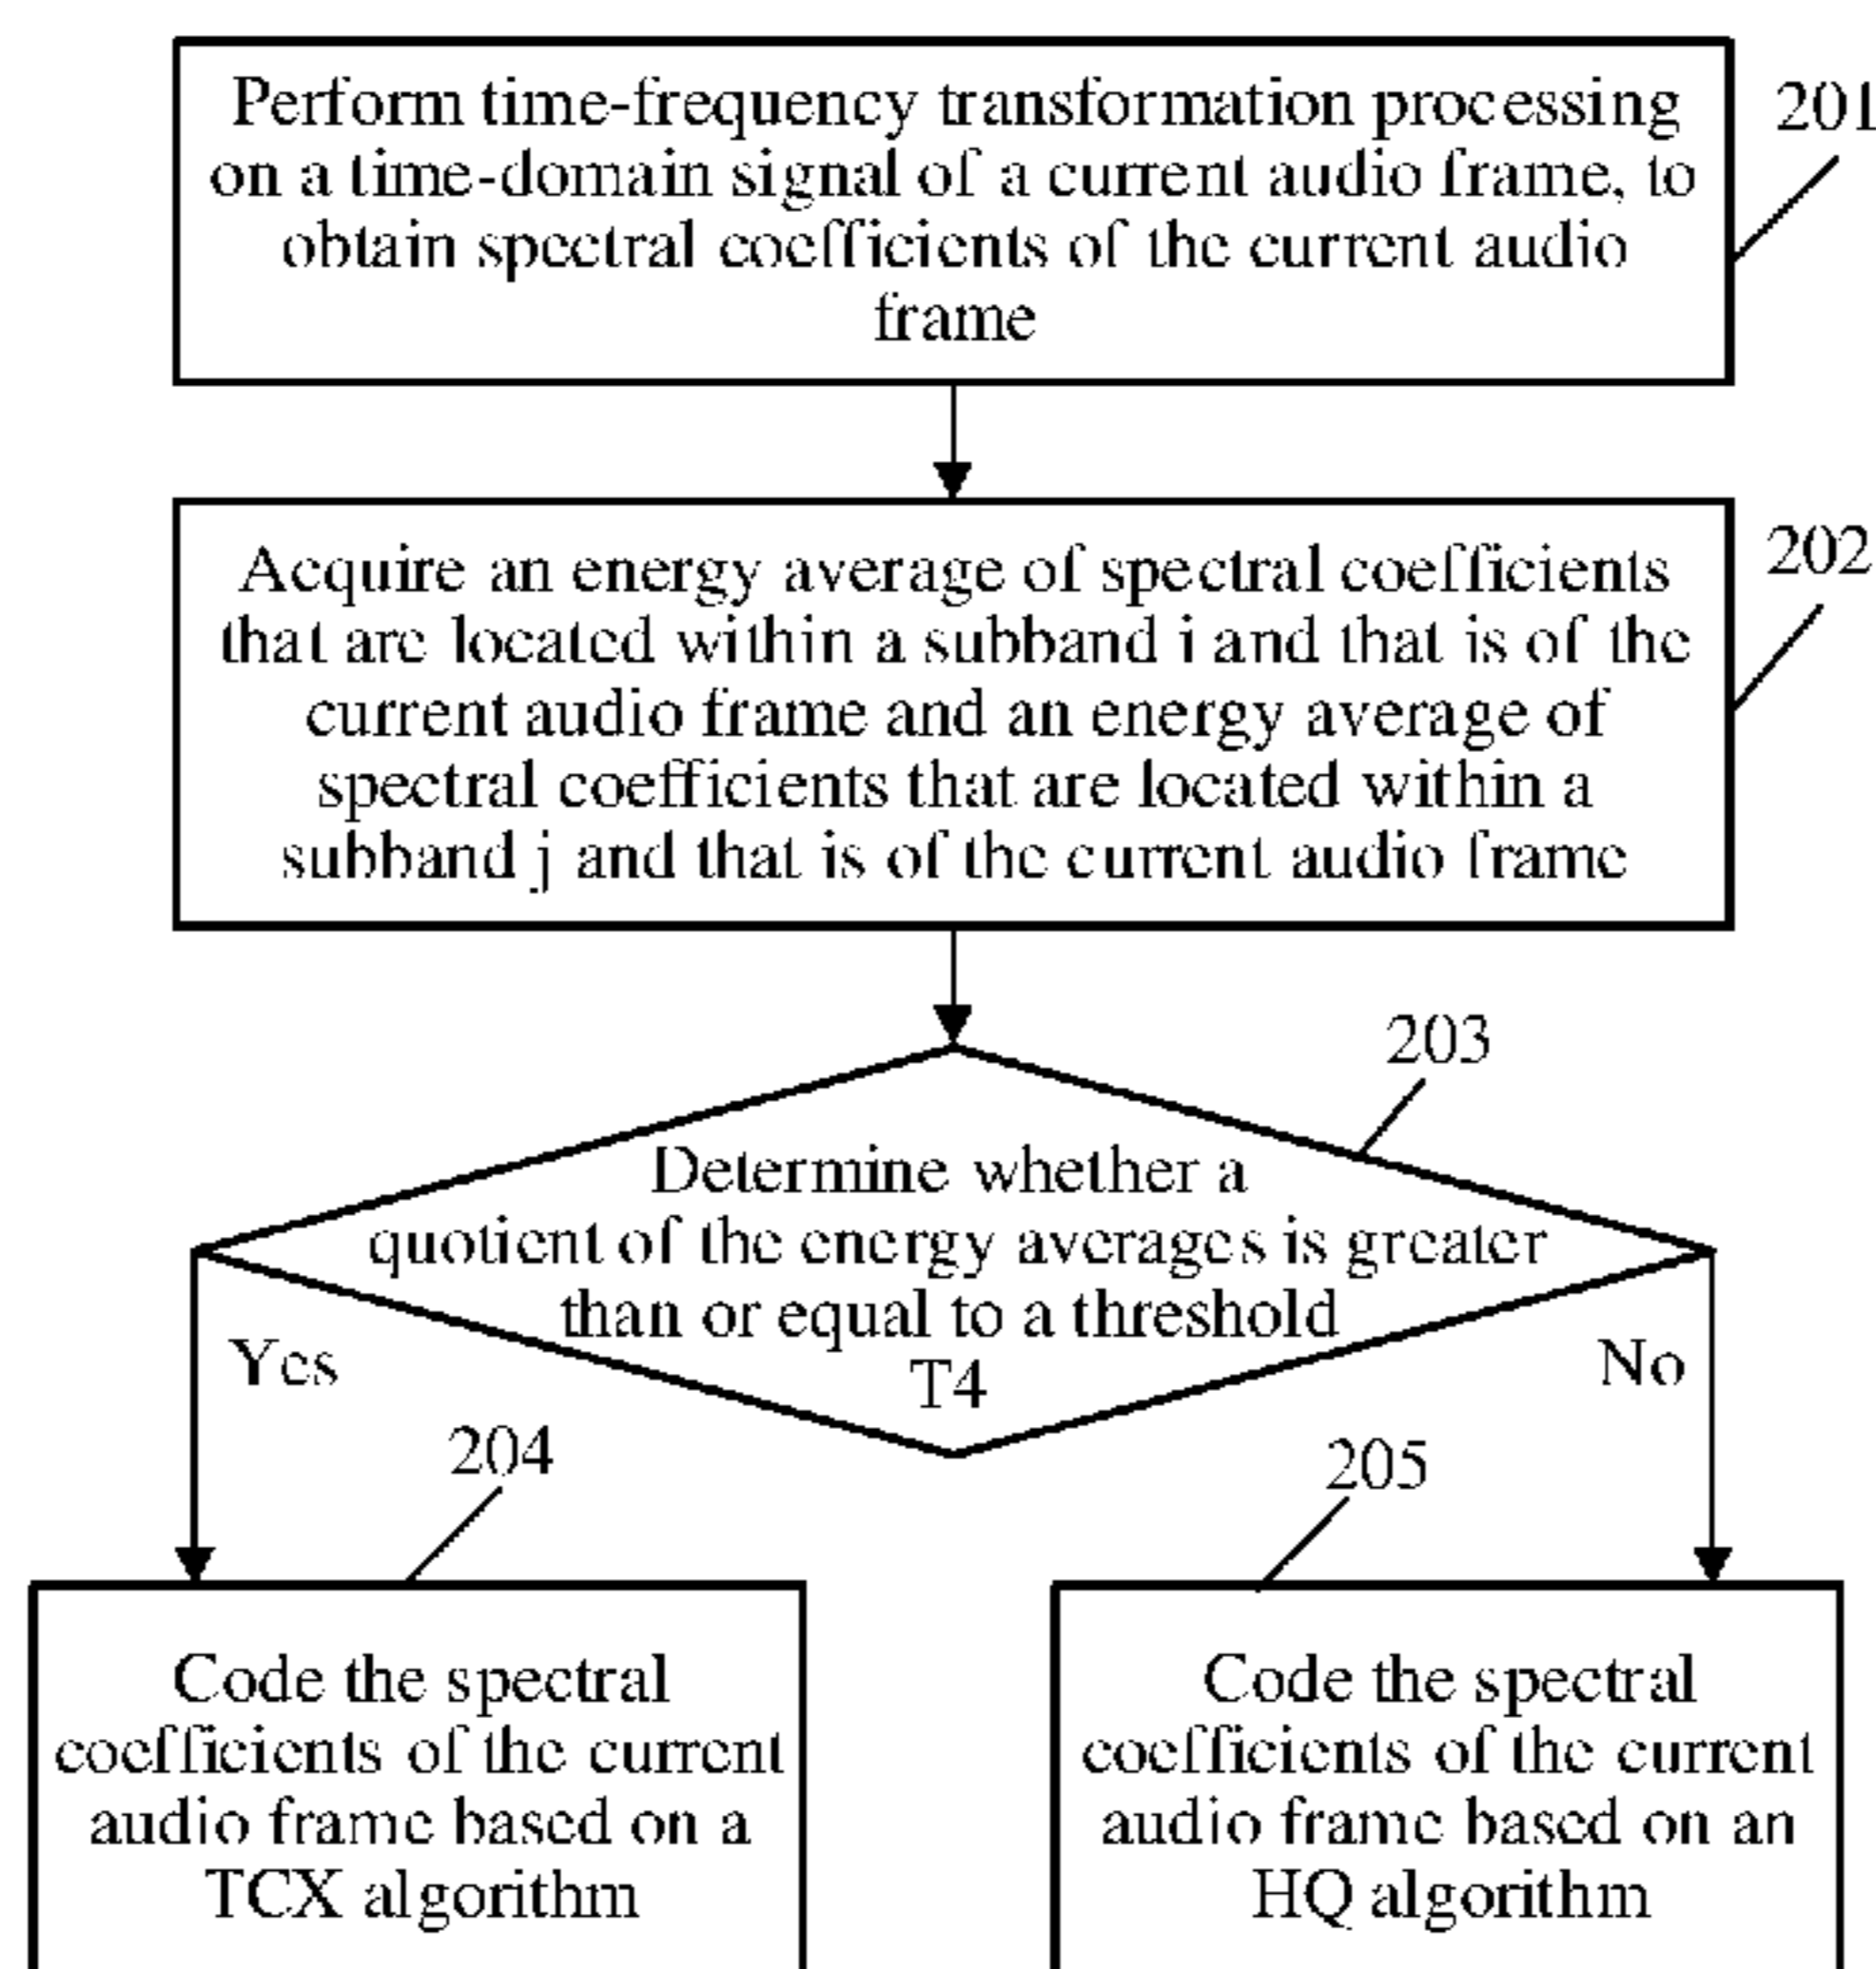 Perform time-frequency transformation processing
on a time-domain signal of a current audio frame, to
obtain spectral coefficients of the current audio
frame
201
Acquire an energy average of spectral coefficients
that are located within a subband i and that is of the
current audio frame and an energy average of
spectral coefficients that are located within a
subband j and that is of the current audio frame
202
203
Determine whether a
quotient of the energy averages is greater
than or equal to a threshold
T4
Yes
No
204
205
Code the spectral
coefficients of the current
audio frame based on a
TCX algorithm
Code the spectral
coefficients of the current
audio frame based on an
HQ algorithm